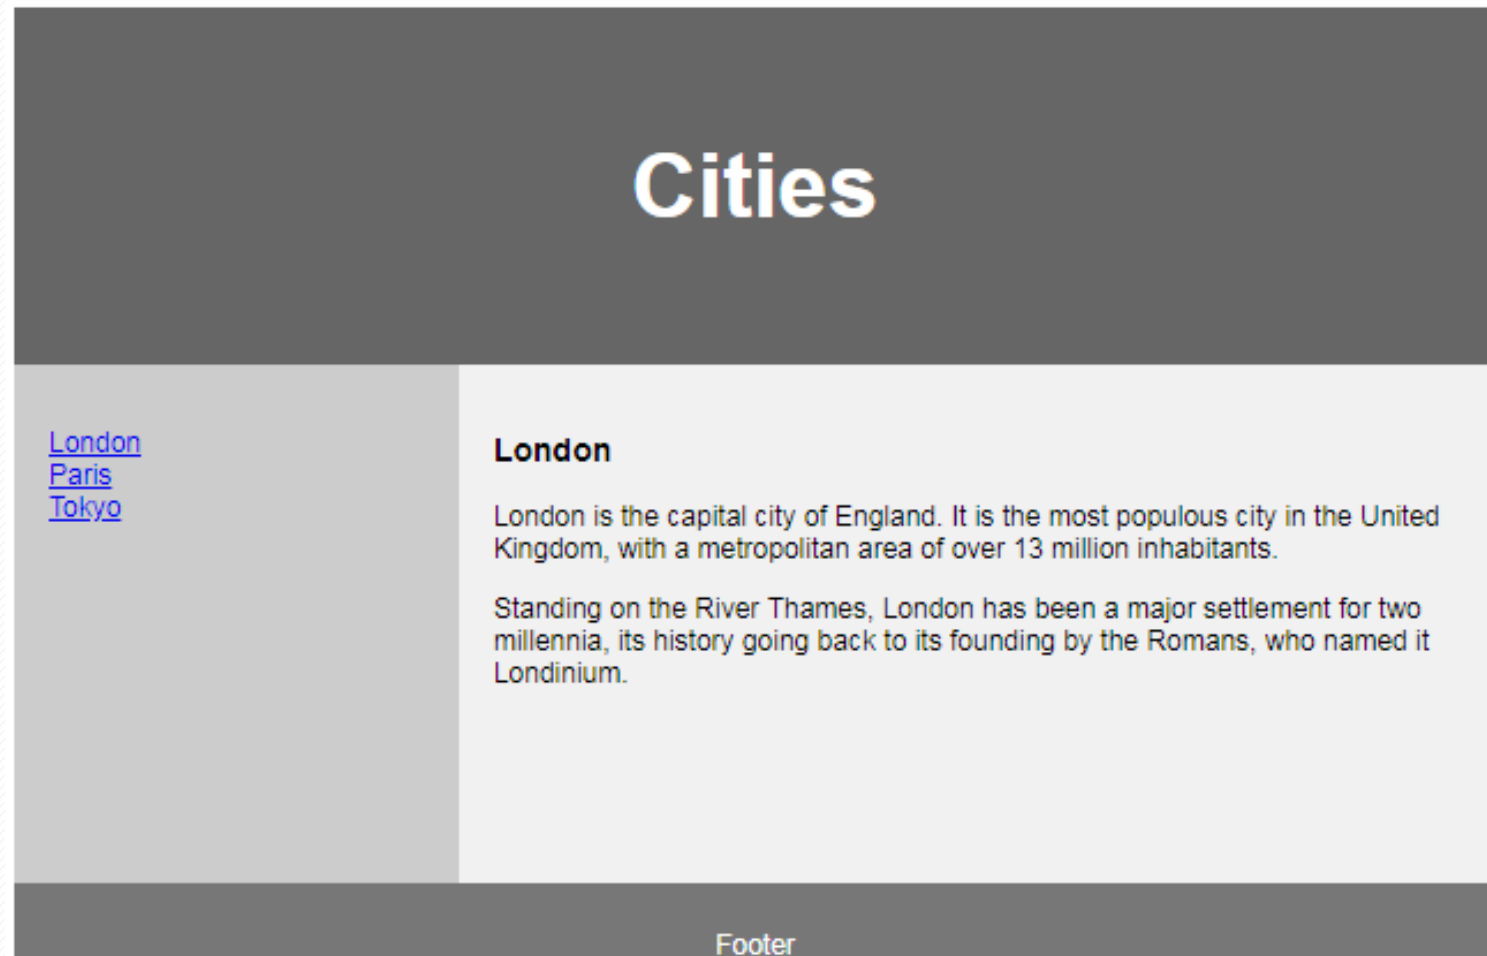 Cities
London
Paris
Tokyo
London
London is the capital city of England. It is the most populous city in the United
Kingdom, with a metropolitan area of over 13 million inhabitants.
Standing on the River Thames, London has been a major settlement for two
millennia, its history going back to its founding by the Romans, who named it
Londinium.
Footer